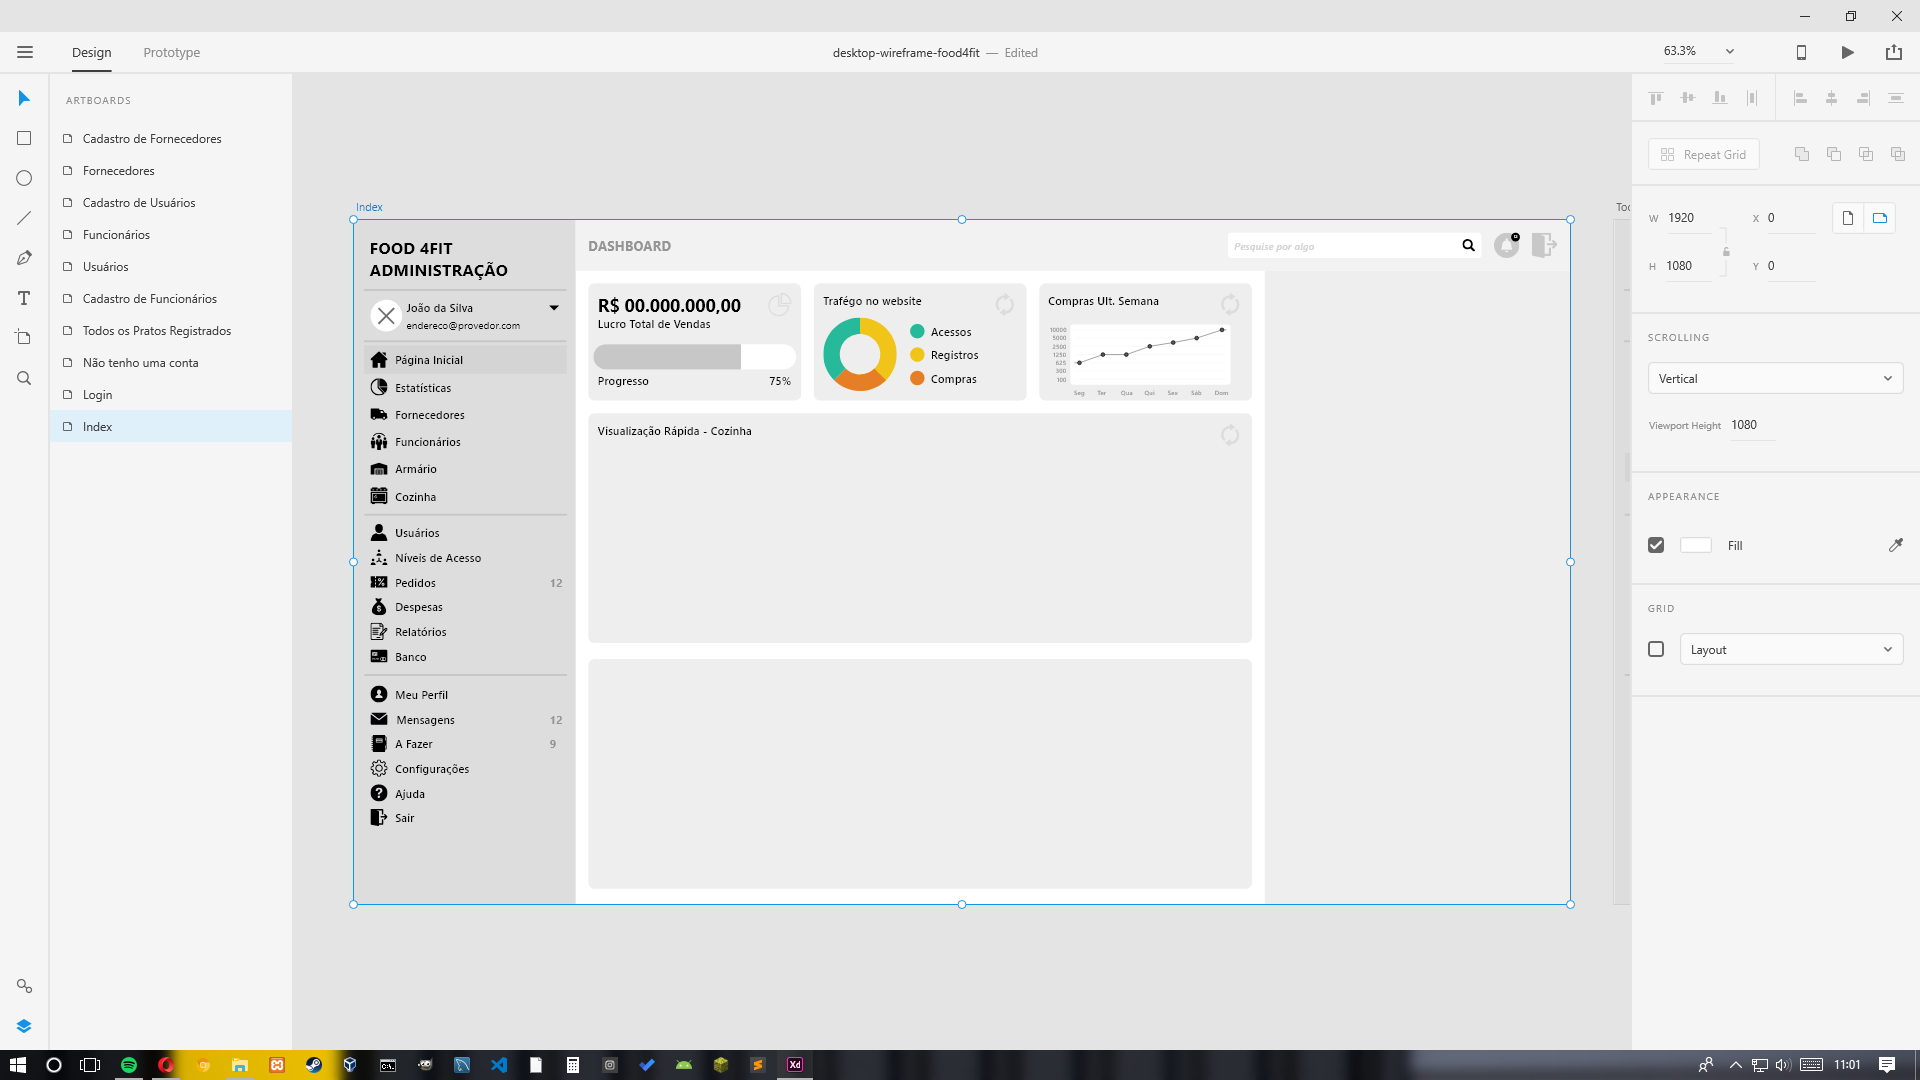 Design
Prototype
desktop-wireframe-food4fit — Edited
63.3%
ARTBOARDS
Cadastro de Fornecedores
Fornecedores
Cadastro de Usuários
Funcionários
Usuários
Cadastro de Funcionários
Todos os Pratos Registrados
Não tenho uma conta
Login
Index
Index
FOOD 4FIT
ADMINISTRAÇÃO
João da Silva
endereco@provedor.com
Página Inicial
Estatísticas
Fornecedores
Funcionários
Armário
Cozinha
Usuários
Níveis de Acesso
Pedidos 12
Despesas
Relatórios
Banco
Meu Perfil
Mensagens 12
A Fazer 9
Configurações
Ajuda
Sair
DASHBOARD
Pesquise por algo
R$ 00.000.000,00
Lucro Total de Vendas
Progresso 75%
Trafégo no website
Acessos
Registros
Compras
Compras Ult. Semana
10000
5000
2500
1250
625
300
100
Seg Ter Qua Qui Sex Sáb Dom
Visualização Rápida - Cozinha
Too
Repeat Grid
W 1920 X 0
H 1080 Y 0
SCROLLING
Vertical
Viewport Height 1080
APPEARANCE
Fill
GRID
Layout
Xd
11:01